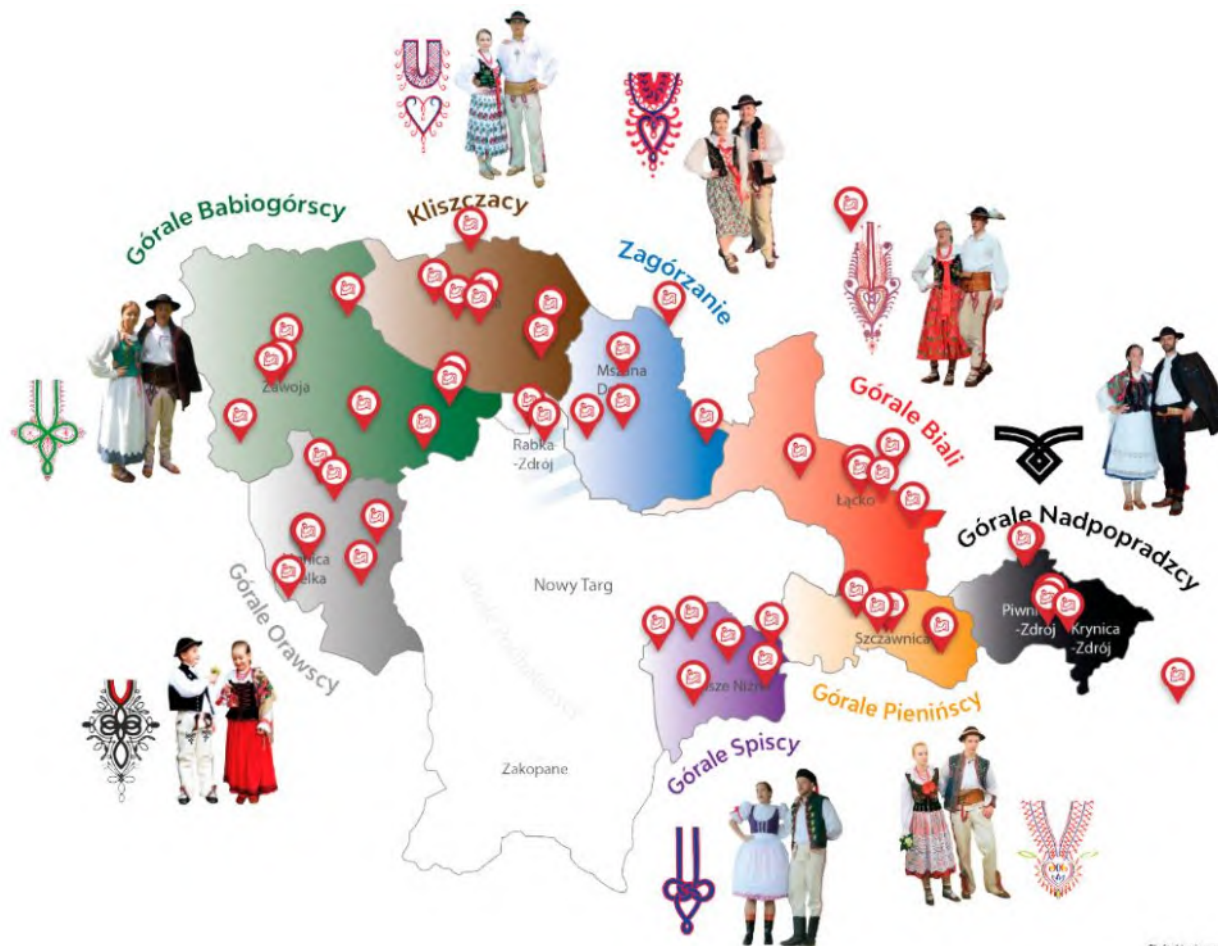 Górale Babiogórscy
Kliszczacy
Zagórzanie
Górale Biali
Górale Nadpopradzcy
Zawoja
Mszana
Rabka
-Zdrój
Łącko
Górale Orawscy
Nowy Targ
Szczawnica
-Zdrój
Krynica
-Zdrój
Górale Pienińscy
Górale Spiscy
Zakopane